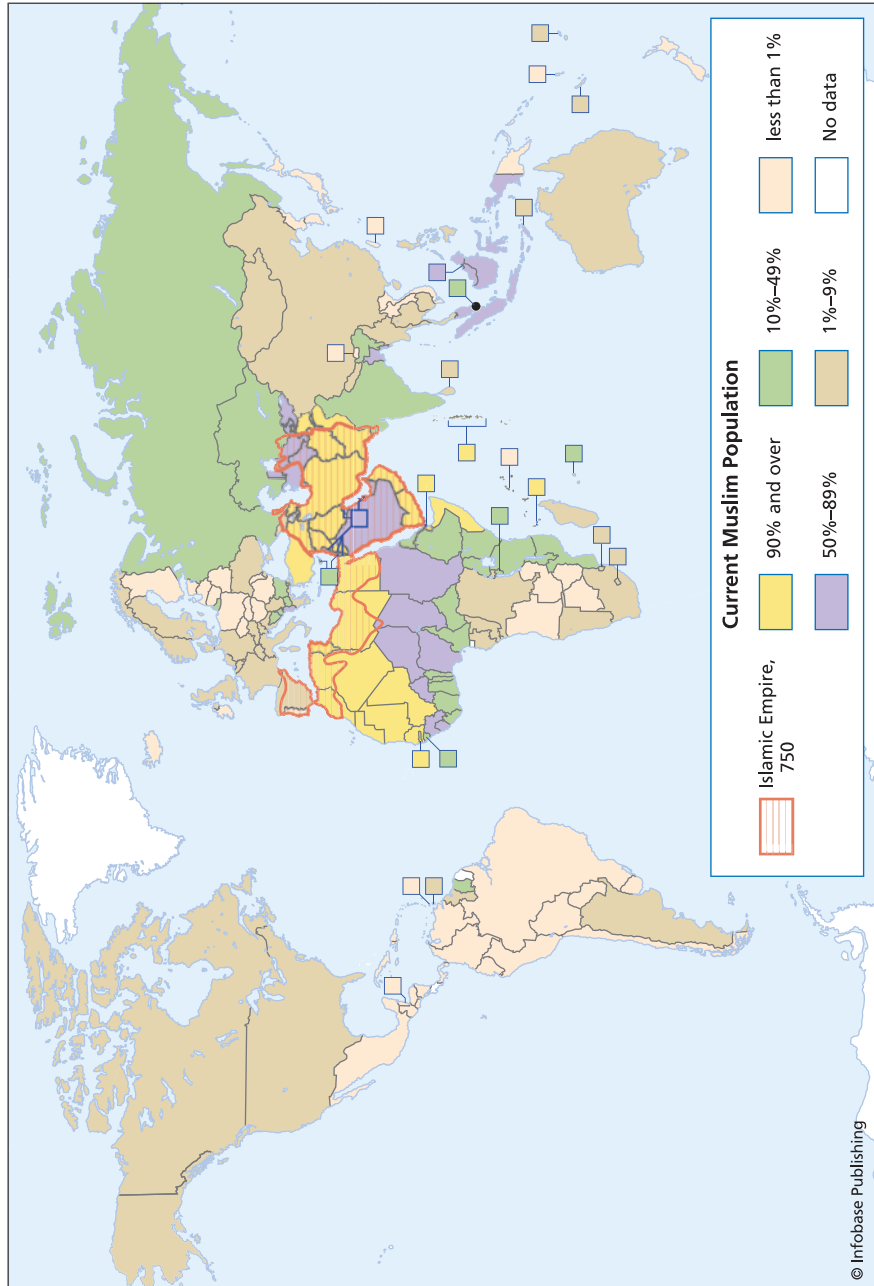 Current Muslim Population
Islamic Empire,
750
90% and over
10%–49%
less than 1%
50%–89%
1%–9%
No data
© Infobase Publishing